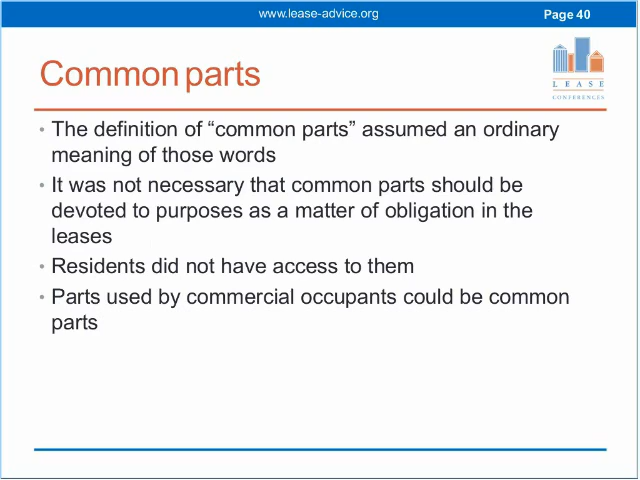 www.lease-advice.org
Page 40
Common parts
LEASE
CONFERENCES
• The definition of “common parts” assumed an ordinary
meaning of those words
• It was not necessary that common parts should be
devoted to purposes as a matter of obligation in the
leases
• Residents did not have access to them
• Parts used by commercial occupants could be common
parts